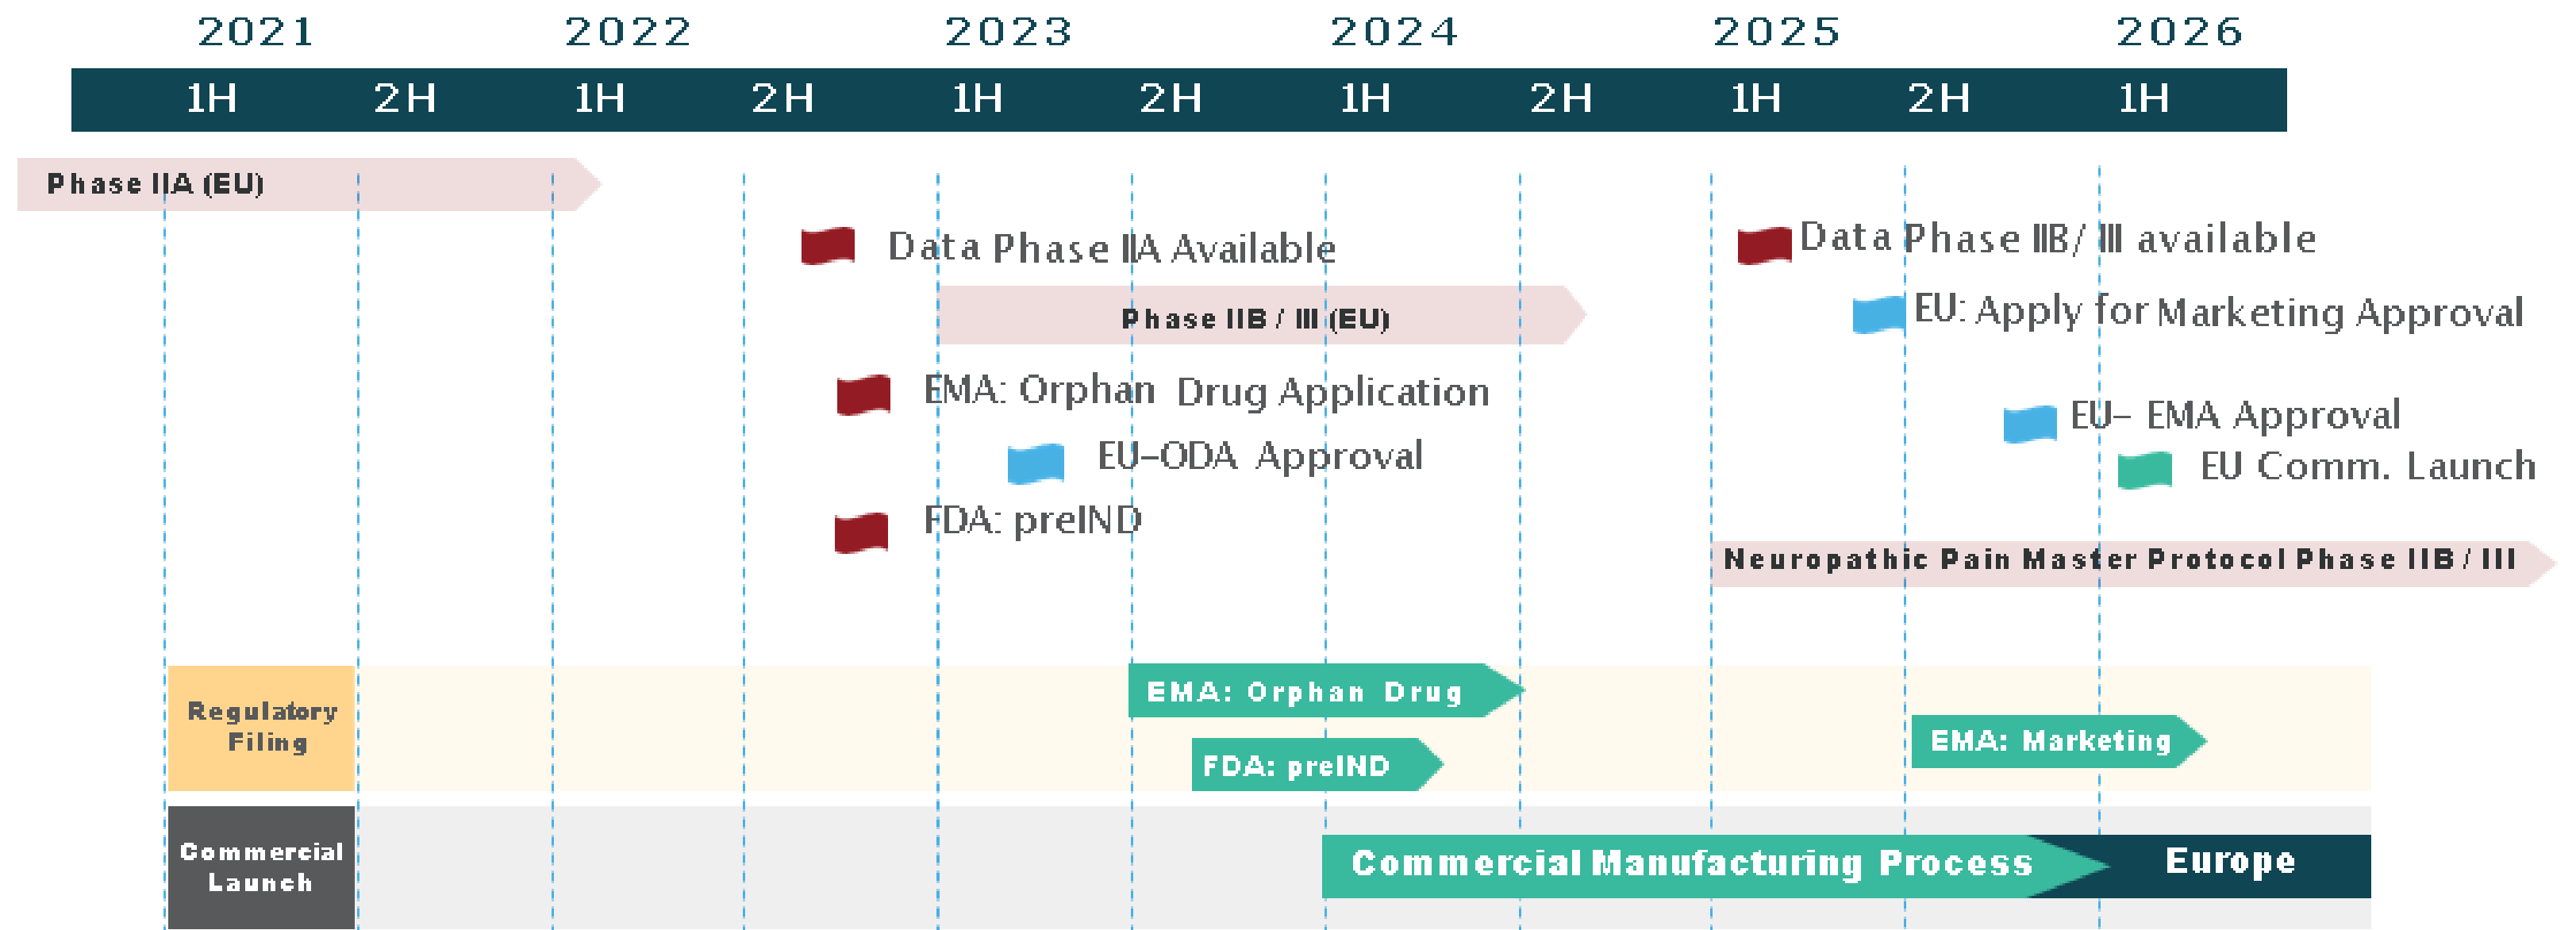 2021 2022 2023 2024 2025 2026
1H 2H 1H 2H 1H 2H 1H 2H 1H 2H 1H
Phase IIA (EU)
Data Phase IIA Available
Data Phase IIB/ III available
Phase IIB / III (EU)
EU: Apply for Marketing Approval
EMA: Orphan Drug Application
EU– EMA Approval
EU–ODA Approval
EU Comm. Launch
FDA: preIND
Neuropathic Pain Master Protocol Phase IIB / III
Regulatory
Filing
EMA: Orphan Drug
FDA: preIND
EMA: Marketing
Commercial
Launch
Commercial Manufacturing Process
Europe